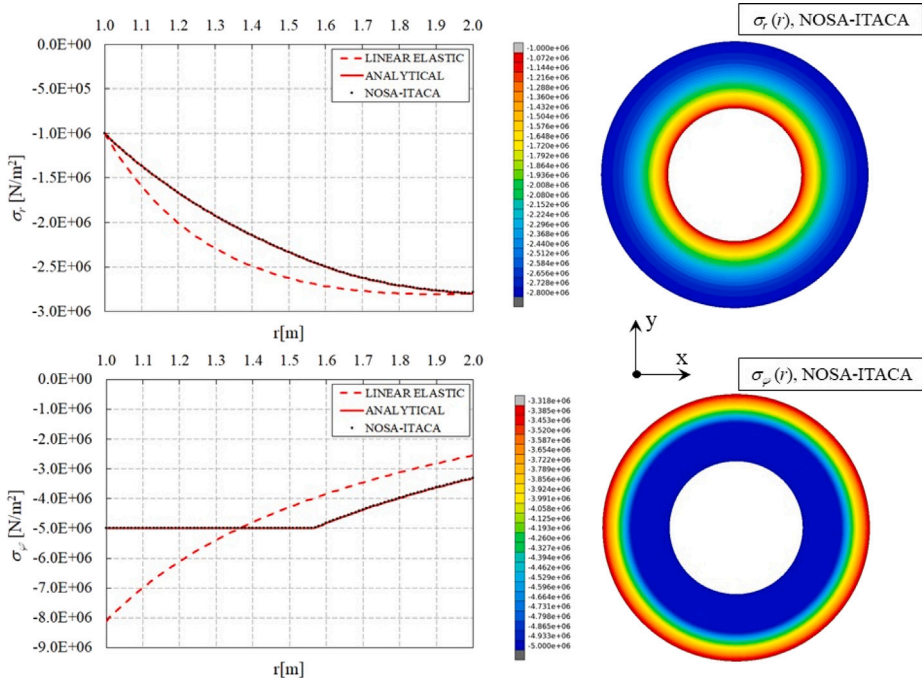 1.0 1.1 1.2 1.3 1.4 1.5 1.6 1.7 1.8 1.9 2.0
0.0E+00
-5.0E+05
-1.0E+06
-1.5E+06
-2.0E+06
-2.5E+06
-3.0E+06
σr [N/m²]
LINEAR ELASTIC
ANALYTICAL
NOSA-ITACA
r[m]
-1.000e+06
-1.072e+06
-1.144e+06
-1.216e+06
-1.288e+06
-1.360e+06
-1.432e+06
-1.504e+06
-1.576e+06
-1.648e+06
-1.720e+06
-1.792e+06
-1.864e+06
-1.936e+06
-2.008e+06
-2.080e+06
-2.152e+06
-2.224e+06
-2.296e+06
-2.368e+06
-2.440e+06
-2.512e+06
-2.584e+06
-2.656e+06
-2.728e+06
-2.800e+06
σr (r), NOSA-ITACA
y
x
1.0 1.1 1.2 1.3 1.4 1.5 1.6 1.7 1.8 1.9 2.0
0.0E+00
-1.0E+06
-2.0E+06
-3.0E+06
-4.0E+06
-5.0E+06
-6.0E+06
-7.0E+06
-8.0E+06
-9.0E+06
σφ [N/m²]
LINEAR ELASTIC
ANALYTICAL
NOSA-ITACA
r[m]
-3.318e+06
-3.385e+06
-3.453e+06
-3.520e+06
-3.587e+06
-3.654e+06
-3.722e+06
-3.789e+06
-3.856e+06
-3.924e+06
-3.991e+06
-4.058e+06
-4.125e+06
-4.193e+06
-4.260e+06
-4.327e+06
-4.394e+06
-4.462e+06
-4.529e+06
-4.596e+06
-4.664e+06
-4.731e+06
-4.798e+06
-4.865e+06
-4.933e+06
-5.000e+06
σφ (r), NOSA-ITACA